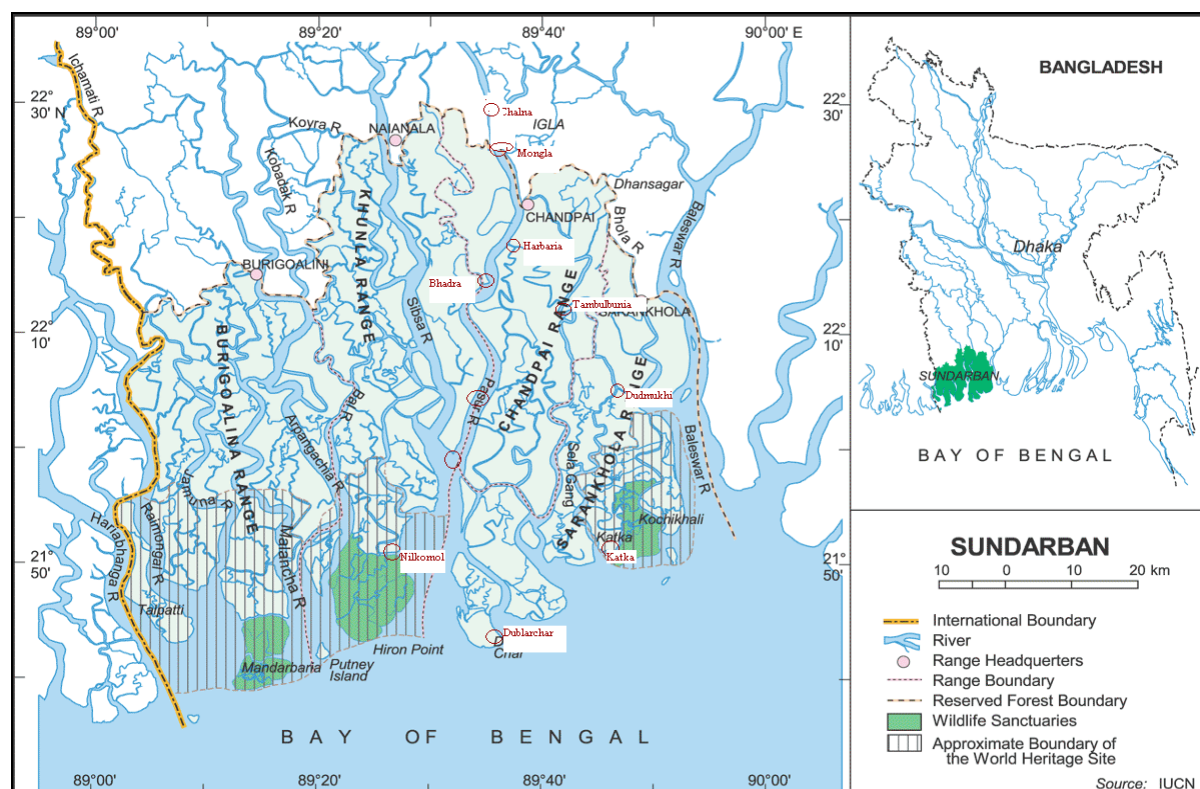 89°00'
89°20'
89°40'
90°00' E
22°
30' N
22°
10'
21°
50'
22°
30'
22°
10'
21°
50'
89°00'
89°20'
89°40'
90°00'
Ichamati R
Koyra R
Kobadak R
NAIANALA
Chalna
IGLA
Mongla
Dhansagar
CHANDPAI
Bhola R
Baleswar R
Harbaria
BURIGOALINI
KHUNIA RANGE
Bhadra
Sibsa R
Tambulbunia
SARANKHOLA
BURIGOALINA RANGE
CHANDPAI RANGE
Pasur R
Bal R
Arpangachia R
Dudmukhi
SARANKHOLA RANGE
Sela Gang
Baleswar R
Jamuna R
Raimongal R
Hariabhanga R
Malancha R
Kochikhali
Katka
Katka
Nilkomol
Talpatti
Dublarchar
Char
Hiron Point
Mandarbaria
Putney
Island
BAY OF BENGAL
BANGLADESH
Dhaka
SUNDARBAN
BAY OF BENGAL
SUNDARBAN
10 0 10 20 km
International Boundary
River
Range Headquerters
Range Boundary
Reserved Forest Boundary
Wildlife Sanctuaries
Approximate Boundary of
the World Heritage Site
Source: IUCN